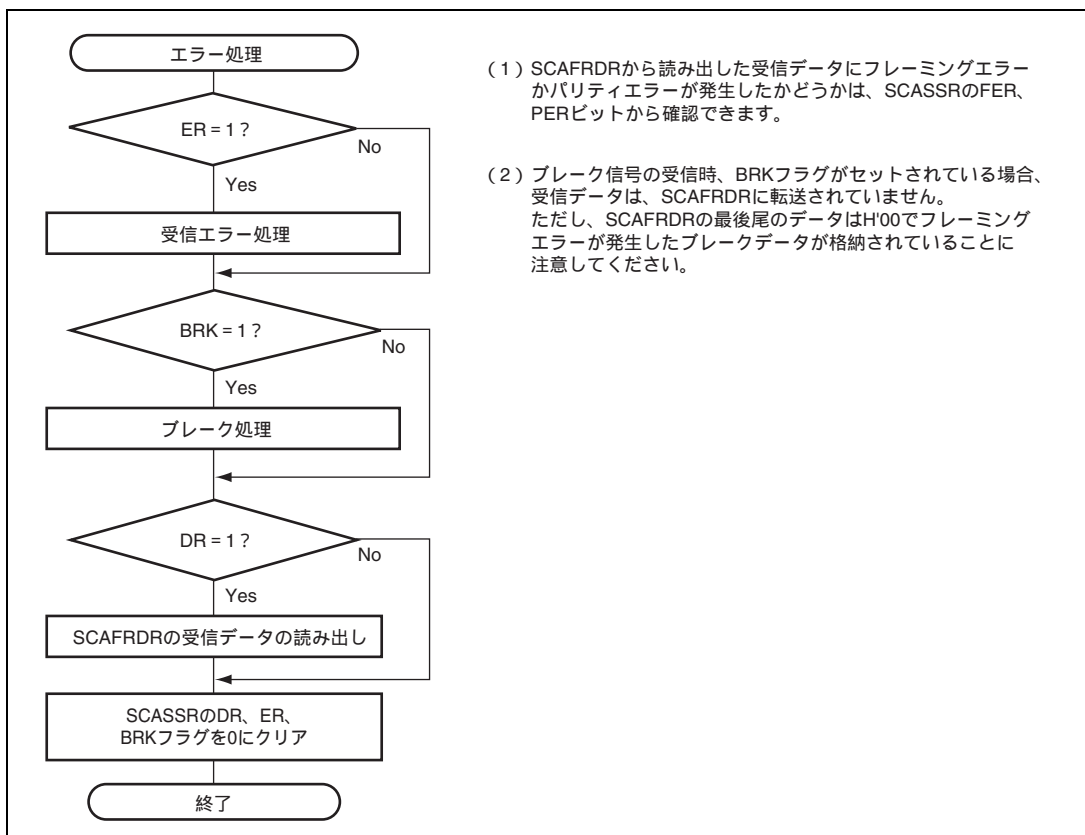 エラー処理
ER = 1 ?
No
Yes
受信エラー処理
BRK = 1 ?
No
Yes
ブレーク処理
DR = 1 ?
No
Yes
SCAFRDRの受信データの読み出し
SCASSRのDR、ER、
BRKフラグを0にクリア
終了
(1)SCAFRDRから読み出した受信データにフレーミングエラー
かパリティエラーが発生したかどうかは、SCASSRのFER、
PERビットから確認できます。
(2)ブレーク信号の受信時、BRKフラグがセットされている場合、
受信データは、SCAFRDRに転送されていません。
ただし、SCAFRDRの最後尾のデータはH'00でフレーミング
エラーが発生したブレークデータが格納されていることに
注意してください。